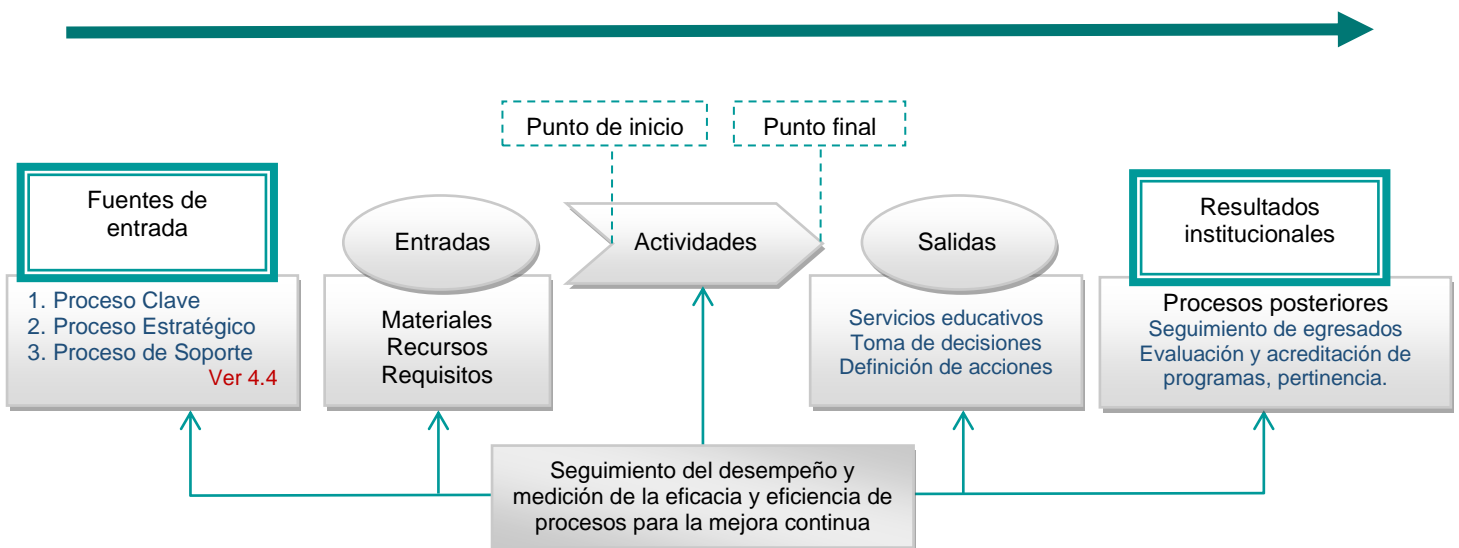 Punto de inicio
Punto final
Fuentes de
entrada
Entradas
Actividades
Salidas
Resultados
institucionales
1. Proceso Clave
2. Proceso Estratégico
3. Proceso de Soporte
Ver 4.4
Materiales
Recursos
Requisitos
Servicios educativos
Toma de decisiones
Definición de acciones
Procesos posteriores
Seguimiento de egresados
Evaluación y acreditación de
programas, pertinencia.
Seguimiento del desempeño y
medición de la eficacia y eficiencia de
procesos para la mejora continua